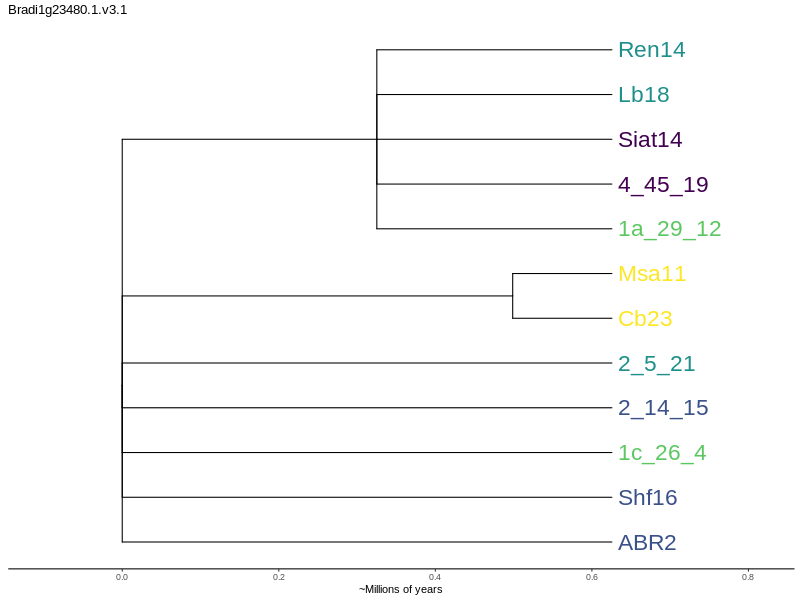 Bradi1g23480.1.v3.1
Ren14
Lb18
Siat14
4_45_19
1a_29_12
Msa11
Cb23
2_5_21
2_14_15
1c_26_4
Shf16
ABR2
0.0 0.2 0.4 0.6 0.8
~Millions of years